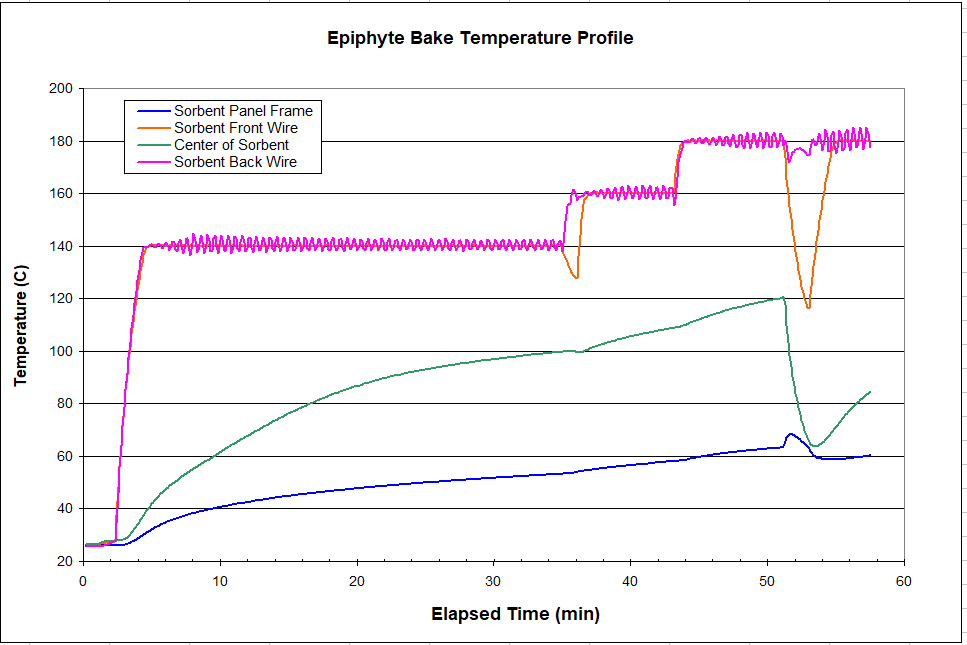 Epiphyte Bake Temperature Profile
200
180
160
140
120
100
80
60
40
20
Sorbent Panel Frame
Sorbent Front Wire
Center of Sorbent
Sorbent Back Wire
Temperature (C)
0 10 20 30 40 50 60
Elapsed Time (min)